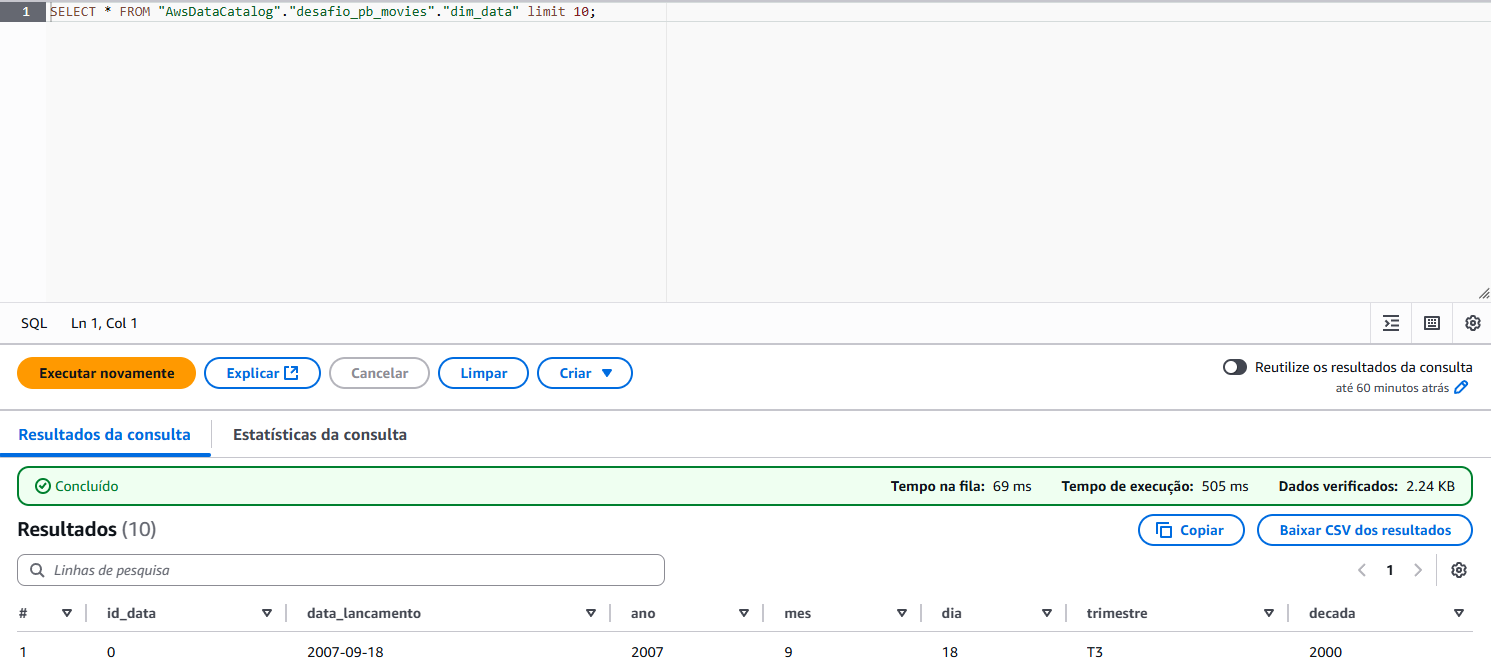 1 SELECT * FROM "AwsDataCatalog"."desafio_pb_movies"."dim_data" limit 10;
SQL Ln 1, Col 1
Executar novamente Explicar Cancelar Limpar Criar
Reutilize os resultados da consulta
até 60 minutos atrás
Resultados da consulta Estatísticas da consulta
Concluído Tempo na fila: 69 ms Tempo de execução: 505 ms Dados verificados: 2.24 KB
Resultados (10) Copiar Baixar CSV dos resultados
Linhas de pesquisa 1
# id_data data_lancamento ano mes dia trimestre decada
1 0 2007-09-18 2007 9 18 T3 2000